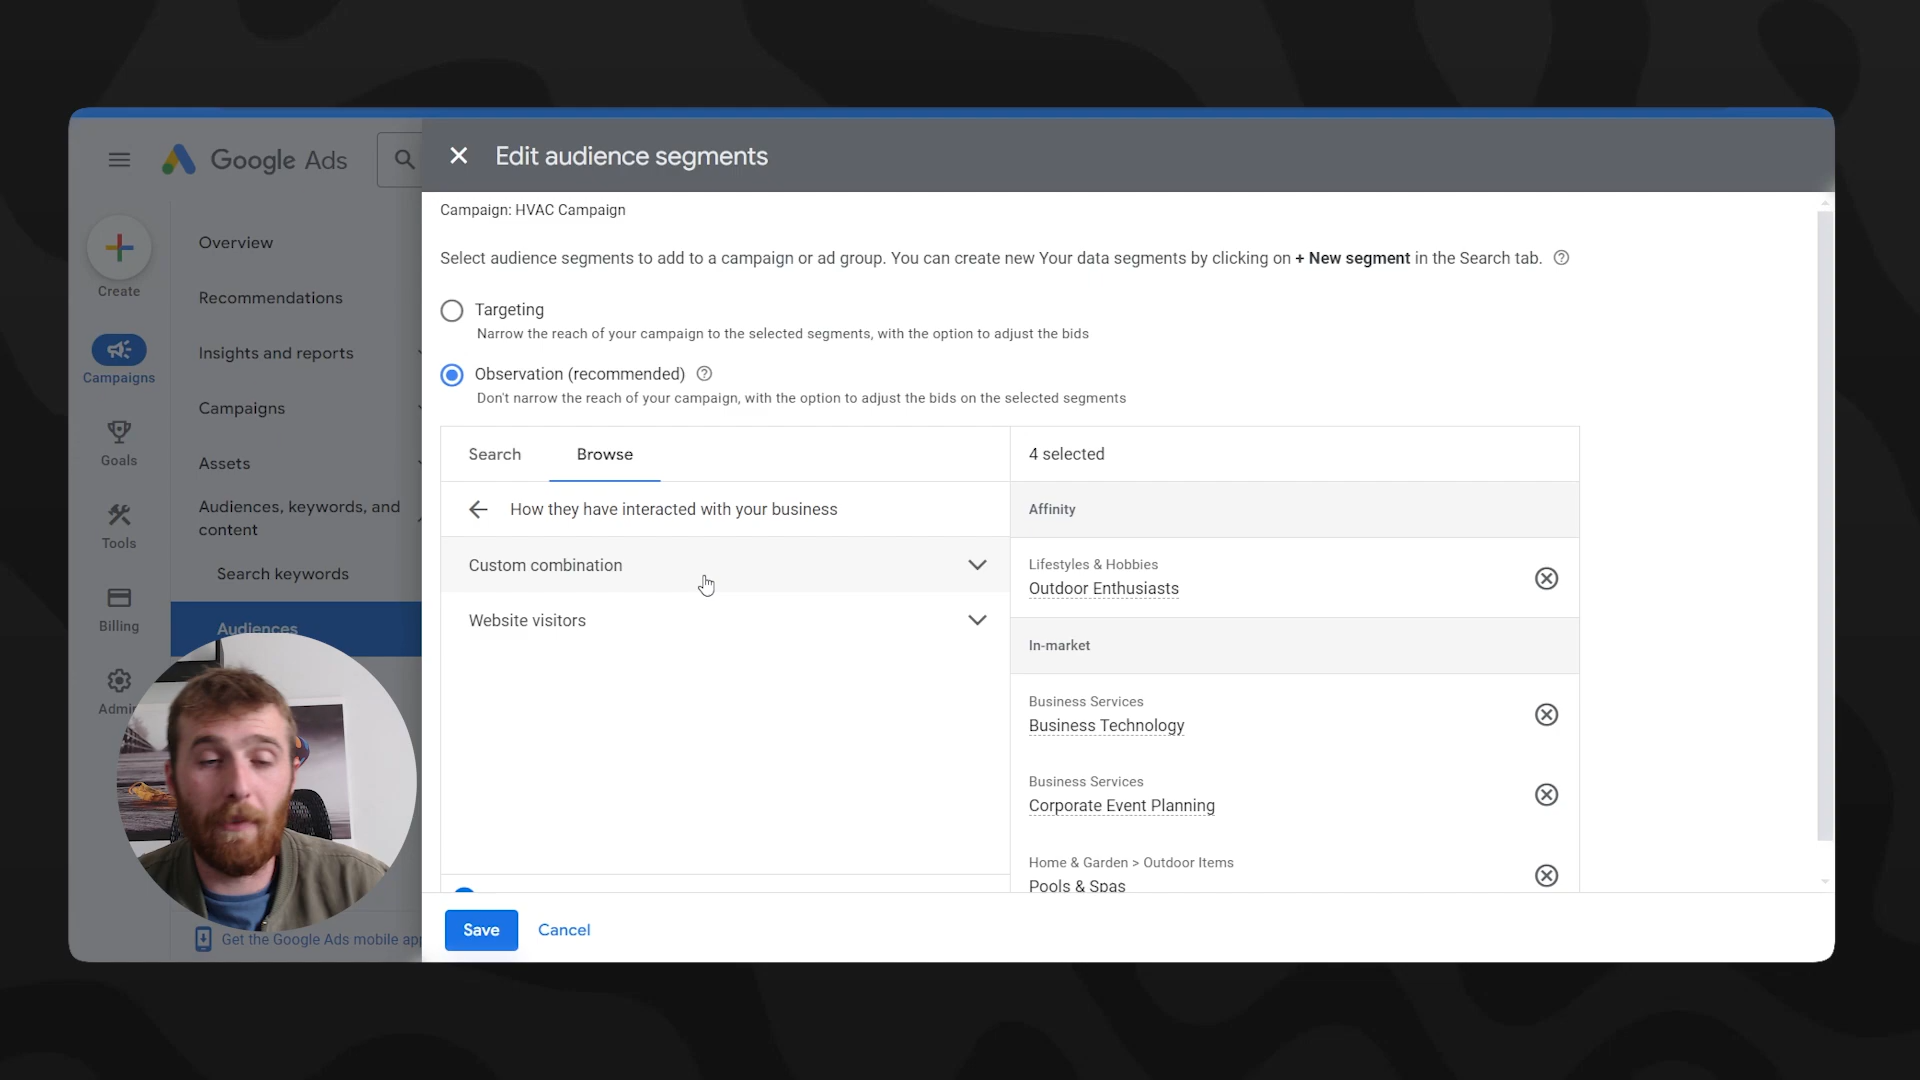 Google Ads
Create
Campaigns
Goals
Tools
Billing
Admin
Overview
Recommendations
Insights and reports
Campaigns
Assets
Audiences, keywords, and
content
Search keywords
Audiences
Get the Google Ads mobile app
Edit audience segments
Campaign: HVAC Campaign
Select audience segments to add to a campaign or ad group. You can create new Your data segments by clicking on + New segment in the Search tab.
Targeting
Narrow the reach of your campaign to the selected segments, with the option to adjust the bids
Observation (recommended)
Don't narrow the reach of your campaign, with the option to adjust the bids on the selected segments
Search
Browse
How they have interacted with your business
Custom combination
Website visitors
4 selected
Affinity
Lifestyles & Hobbies
Outdoor Enthusiasts
In-market
Business Services
Business Technology
Business Services
Corporate Event Planning
Home & Garden > Outdoor Items
Pools & Spas
Save
Cancel